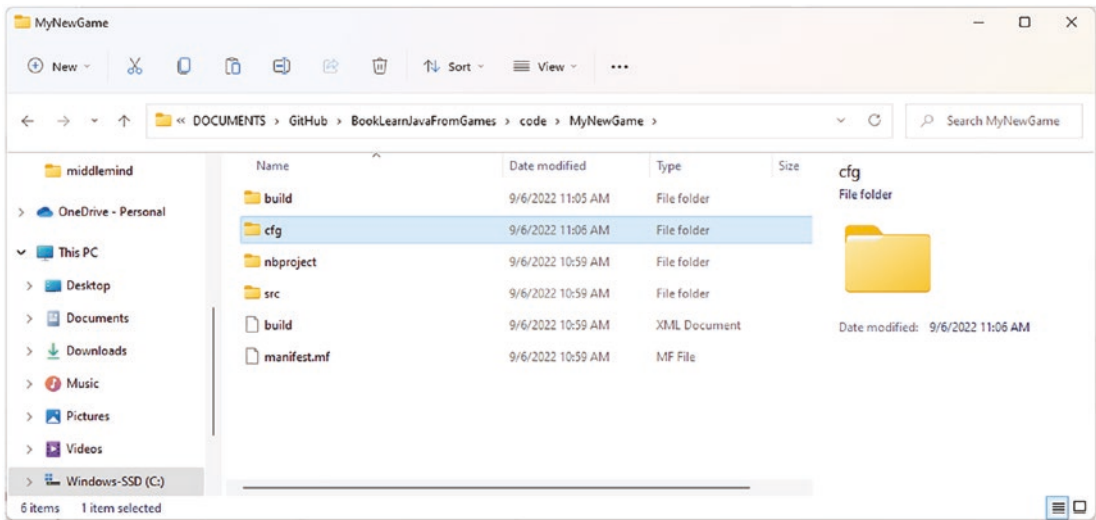 MyNewGame
New Sort View •••
« DOCUMENTS > GitHub > BookLearnJavaFromGames > code > MyNewGame >
Search MyNewGame
middlemind
OneDrive - Personal
This PC
Desktop
Documents
Downloads
Music
Pictures
Videos
Windows-SSD (C:)
Name Date modified Type Size
build 9/6/2022 11:05 AM File folder
cfg 9/6/2022 11:06 AM File folder
nbproject 9/6/2022 10:59 AM File folder
src 9/6/2022 10:59 AM File folder
build 9/6/2022 10:59 AM XML Document
manifest.mf 9/6/2022 10:59 AM MF File
cfg
File folder
Date modified: 9/6/2022 11:06 AM
6 items 1 item selected